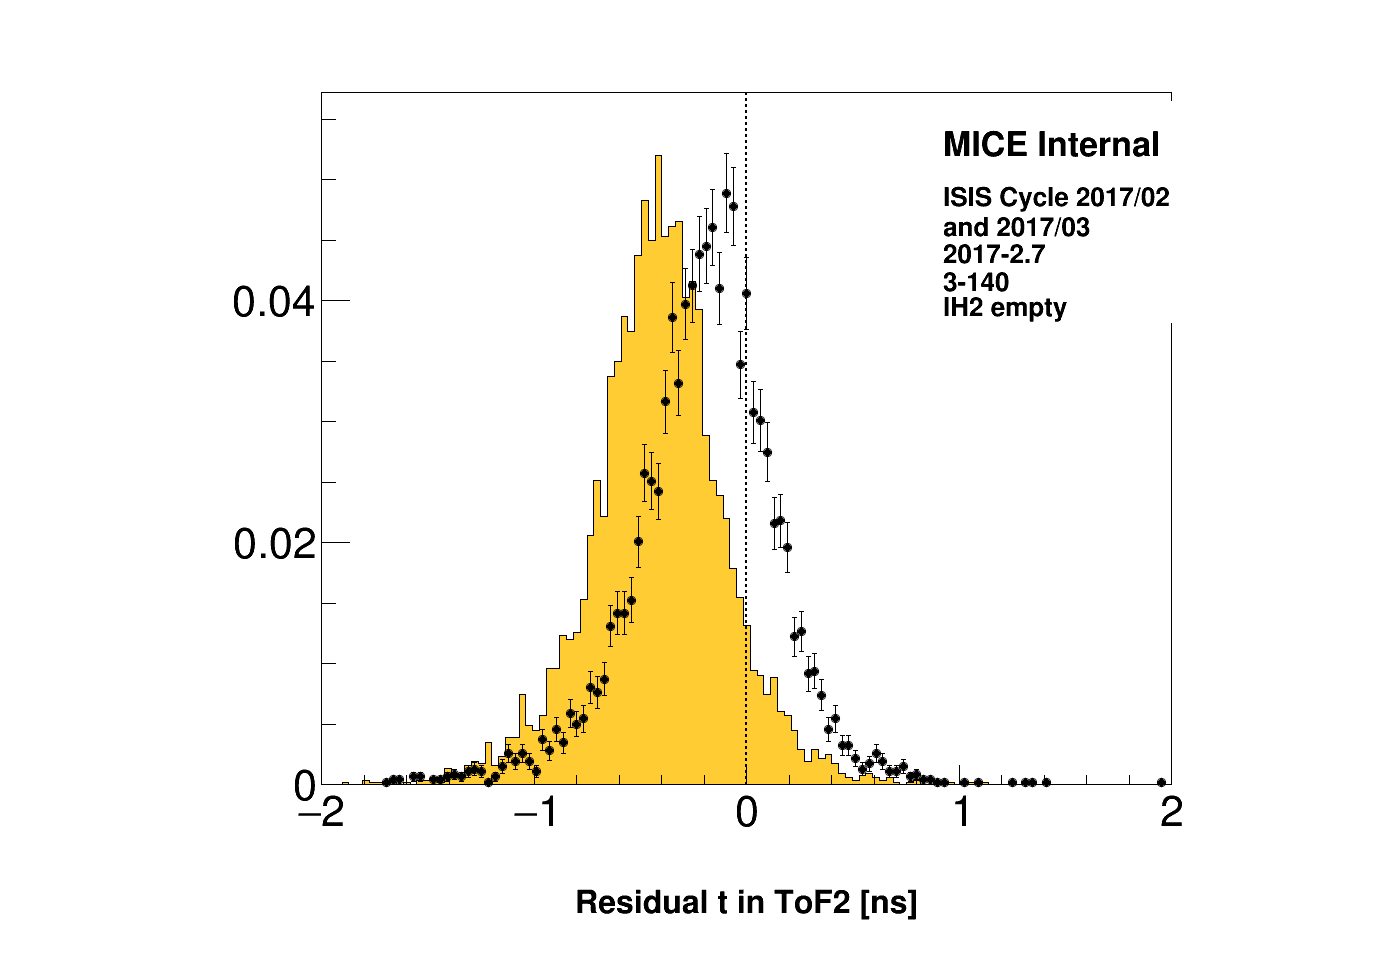 MICE Internal
ISIS Cycle 2017/02
and 2017/03
2017-2.7
3-140
lH2 empty
0.04
0.02
0
−2
−1
0
1
2
Residual t in ToF2 [ns]